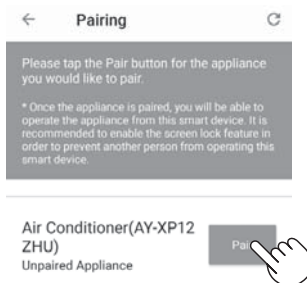 Pairing
Please tap the Pair button for the appliance
you would like to pair.
* Once the appliance is paired, you will be able to
operate the appliance from this smart device. It is
recommended to enable the screen lock feature in
order to prevent another person from operating this
smart device.
Air Conditioner(AY-XP12
ZHU)
Unpaired Appliance